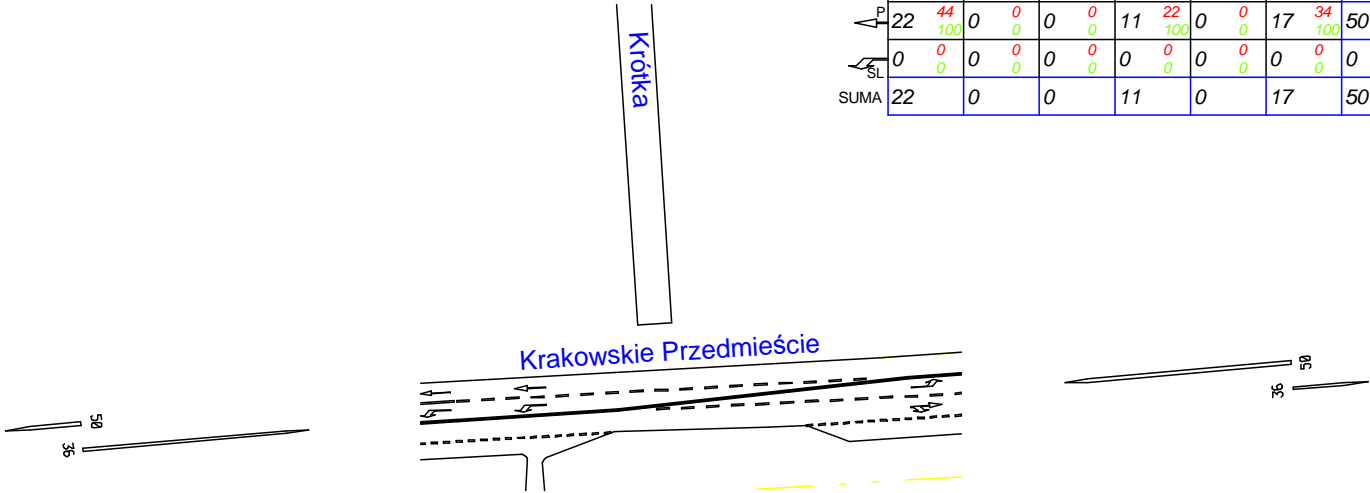 P 22 44 100 0 0 0 0 0 0 11 22 100 0 0 0 17 34 100 50
SL 0 0 0 0 0 0 0 0 0 0 0 0 0 0 0 0 0 0 0
SUMA 22 0 0 11 0 17 50
Krótka
Krakowskie Przedmieście
50
36
50
36